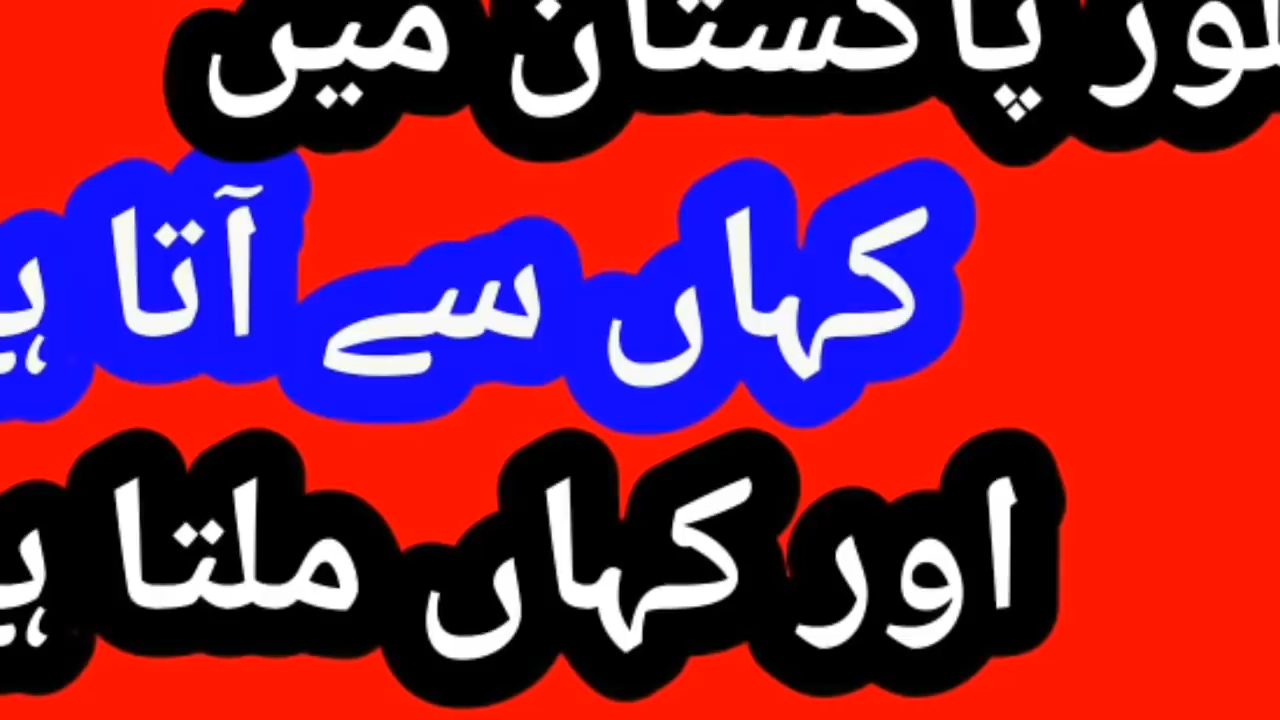 پاکستان میں
کہاں سے آتا
اور کہاں ملتا